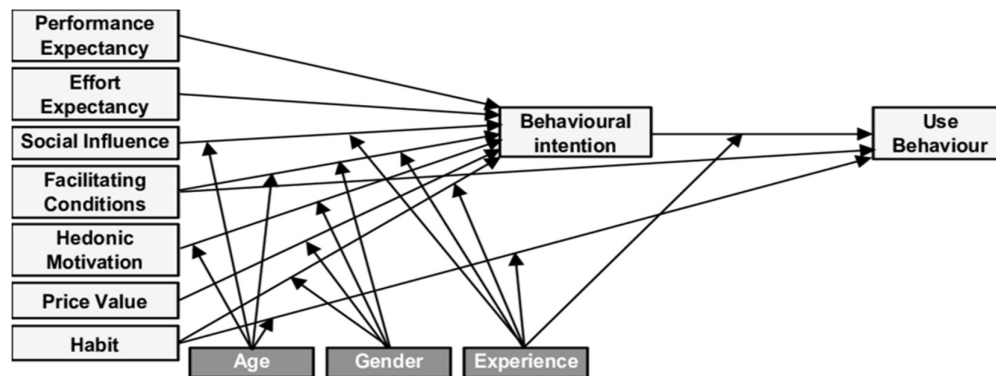 Performance
Expectancy
Effort
Expectancy
Social Influence
Facilitating
Conditions
Hedonic
Motivation
Price Value
Habit
Behavioural
intention
Use
Behaviour
Age
Gender
Experience